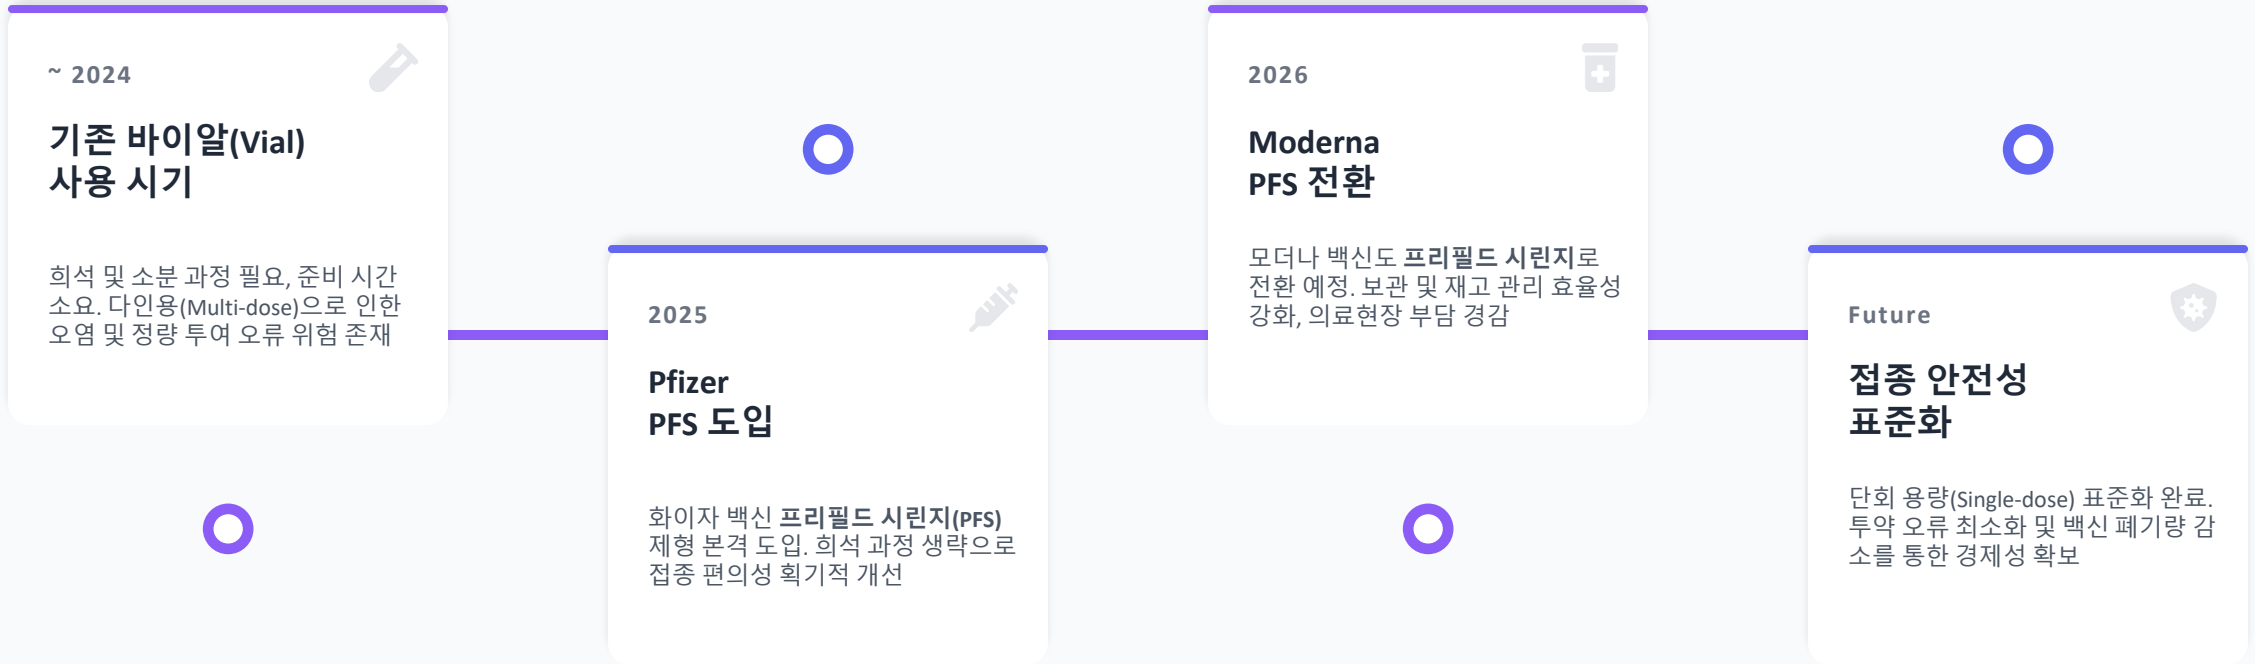 ~ 2024
기존 바이알(Vial)
사용 시기
희석 및 소분 과정 필요, 준비 시간
소요. 다인용(Multi-dose)으로 인한
오염 및 정량 투여 오류 위험 존재
2025
Pfizer
PFS 도입
화이자 백신 프리필드 시린지(PFS)
제형 본격 도입. 희석 과정 생략으로
접종 편의성 획기적 개선
2026
Moderna
PFS 전환
모더나 백신도 프리필드 시린지로
전환 예정. 보관 및 재고 관리 효율성
강화, 의료현장 부담 경감
Future
접종 안전성
표준화
단회 용량(Single-dose) 표준화 완료.
투약 오류 최소화 및 백신 폐기량 감
소를 통한 경제성 확보